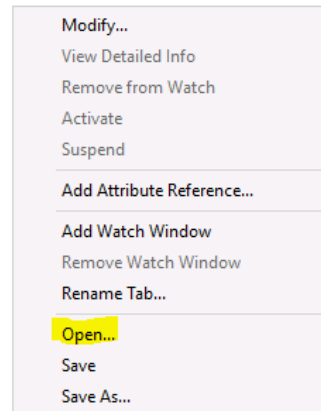 Modify...
View Detailed Info
Remove from Watch
Activate
Suspend
Add Attribute Reference...
Add Watch Window
Remove Watch Window
Rename Tab...
Open...
Save
Save As...